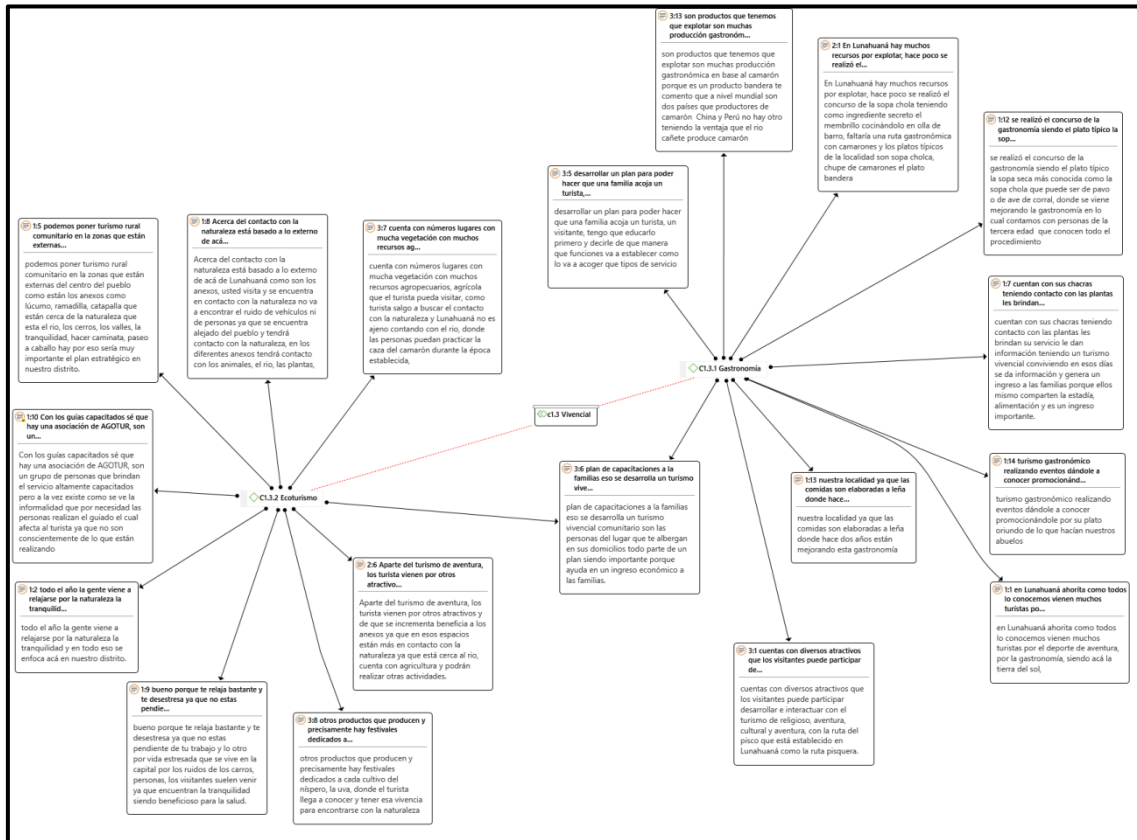 3:13 son productos que tenemos
que explotar son muchas
producción gastronóm...
son productos que tenemos que
explotar son muchas producción
gastronómica en base al camarón
porque es un producto bandera te
comento que a nivel mundial son
dos países que productores de
camarón China y Perú no hay otro
teniendo la ventaja que el rio
cañete produce camarón
2:1 En Lunahuaná hay muchos
recursos por explotar, hace poco se
realizó el...
En Lunahuaná hay muchos recursos
por explotar, hace poco se realizó el
concurso de la sopa chola teniendo
como ingrediente secreto el
membrillo cocinándolo en olla de
barro, faltaría una ruta gastronómica
con camarones y los platos típicos
de la localidad son sopa cholca,
chupe de camarones el plato
bandera
1:12 se realizó el concurso de la
gastronomía siendo el plato típico la
sop...
se realizó el concurso de la
gastronomía siendo el plato típico
la sopa seca más conocida como la
sopa chola que puede ser de pavo
o de ave de corral, donde se viene
mejorando la gastronomía en lo
cual contamos con personas de la
tercera edad que conocen todo el
procedimiento
3:5 desarrollar un plan para poder
hacer que una familia acoja un
turista,...
desarrollar un plan para poder hacer
que una familia acoja un turista, un
visitante, tengo que educarlo
primero y decirle de que manera
que funciones va a establecer como
lo va a acoger que tipos de servicio
1:5 podemos poner turismo rural
comunitario en la zonas que están
externas...
podemos poner turismo rural
comunitario en la zonas que están
externas del centro del pueblo
como están los anexos como
lúcumo, ramadilla, catapalla que
están cerca de la naturaleza que
esta el rio, los cerros, los valles, la
tranquilidad, hacer caminata, paseo
a caballo hay por eso sería muy
importante el plan estratégico en
nuestro distrito.
1:8 Acerca del contacto con la
naturaleza está basado a lo externo
de acá...
Acerca del contacto con la
naturaleza está basado a lo externo
de acá de Lunahuaná como son los
anexos, usted visita y se encuentra
en contacto con la naturaleza no va
a encontrar el ruido de vehículos ni
de personas ya que se encuentra
alejado del pueblo y tendrá
contacto con la naturaleza, en los
diferentes anexos tendrá contacto
con los animales, el rio, las plantas,
3:7 cuenta con números lugares con
mucha vegetación con muchos
recursos ag...
cuenta con números lugares con
mucha vegetación con muchos
recursos agropecuarios, agrícola
que el turista pueda visitar, como
turista salgo a buscar el contacto
con la naturaleza y Lunahuaná no es
ajeno contando con el rio, donde
las personas puedan practicar la
caza del camarón durante la época
establecida,
1:7 cuentan con sus chacras
teniendo contacto con las plantas
les brindan...
cuentan con sus chacras teniendo
contacto con las plantas les
brindan su servicio le dan
información teniendo un turismo
vivencial conviviendo en esos días
se da información y genera un
ingreso a las familias porque ellos
mismo comparten la estadía,
alimentación y es un ingreso
importante.
C1.3.1 Gastronomía
c1.3 Vivencial
1:10 Con los guías capacitados sé que
hay una asociación de AGOTUR, son
un...
Con los guías capacitados sé que
hay una asociación de AGOTUR, son
un grupo de personas que brindan
el servicio altamente capacitados
pero a la vez existe como se ve la
informalidad que por necesidad las
personas realizan el guiado el cual
afecta al turista ya que no son
conscientemente de lo que están
realizando
C1.3.2 Ecoturismo
3:6 plan de capacitaciones a la
familias eso se desarrolla un turismo
vive...
plan de capacitaciones a la familias
eso se desarrolla un turismo
vivencial comunitario son las
personas del lugar que te albergan
en sus domicilios todo parte de un
plan siendo importante porque
ayuda en un ingreso económico a
las familias.
1:13 nuestra localidad ya que las
comidas son elaboradas a leña
donde hace...
nuestra localidad ya que las
comidas son elaboradas a leña
donde hace dos años están
mejorando esta gastronomía
1:14 turismo gastronómico
realizando eventos dándole a
conocer promocionánd...
turismo gastronómico realizando
eventos dándole a conocer
promocionándole por su plato
oriundo de lo que hacían nuestros
abuelos
1:2 todo el año la gente viene a
relajarse por la naturaleza la
tranquilid...
todo el año la gente viene a
relajarse por la naturaleza la
tranquilidad y en todo eso se
enfoca acá en nuestro distrito.
2:6 Aparte del turismo de aventura,
los turista vienen por otros
atractivo...
Aparte del turismo de aventura, los
turista vienen por otros atractivos y
de que se incrementa beneficia a los
anexos ya que en esos espacios
están más en contacto con la
naturaleza ya que está cerca al rio,
cuenta con agricultura y podrán
realizar otras actividades.
1:1 en Lunahuaná ahorita como todos
lo conocemos vienen muchos
turístas po...
en Lunahuaná ahorita como todos
lo conocemos vienen muchos
turistas por el deporte de aventura,
por la gastronomía, siendo acá la
tierra del sol,
3:1 cuentas con diversos atractivos
que los visitantes puede participar
de...
cuentas con diversos atractivos que
los visitantes puede participar
desarrollar e interactuar con el
turismo de religioso, aventura,
cultural y aventura, con la ruta del
pisco que está establecido en
Lunahuaná como la ruta pisquera.
1:9 bueno porque te relaja bastante y
te desestresa ya que no estas
pendie...
bueno porque te relaja bastante y te
desestresa ya que no estas
pendiente de tu trabajo y lo otro
por vida estresada que se vive en la
capital por los ruidos de los carros,
personas, los visitantes suelen venir
ya que encuentran la tranquilidad
siendo beneficioso para la salud.
3:8 otros productos que producen y
precisamente hay festivales
dedicados a...
otros productos que producen y
precisamente hay festivales
dedicados a cada cultivo del
níspero, la uva, donde el turista
llega a conocer y tener esa vivencia
para encontrarse con la naturaleza